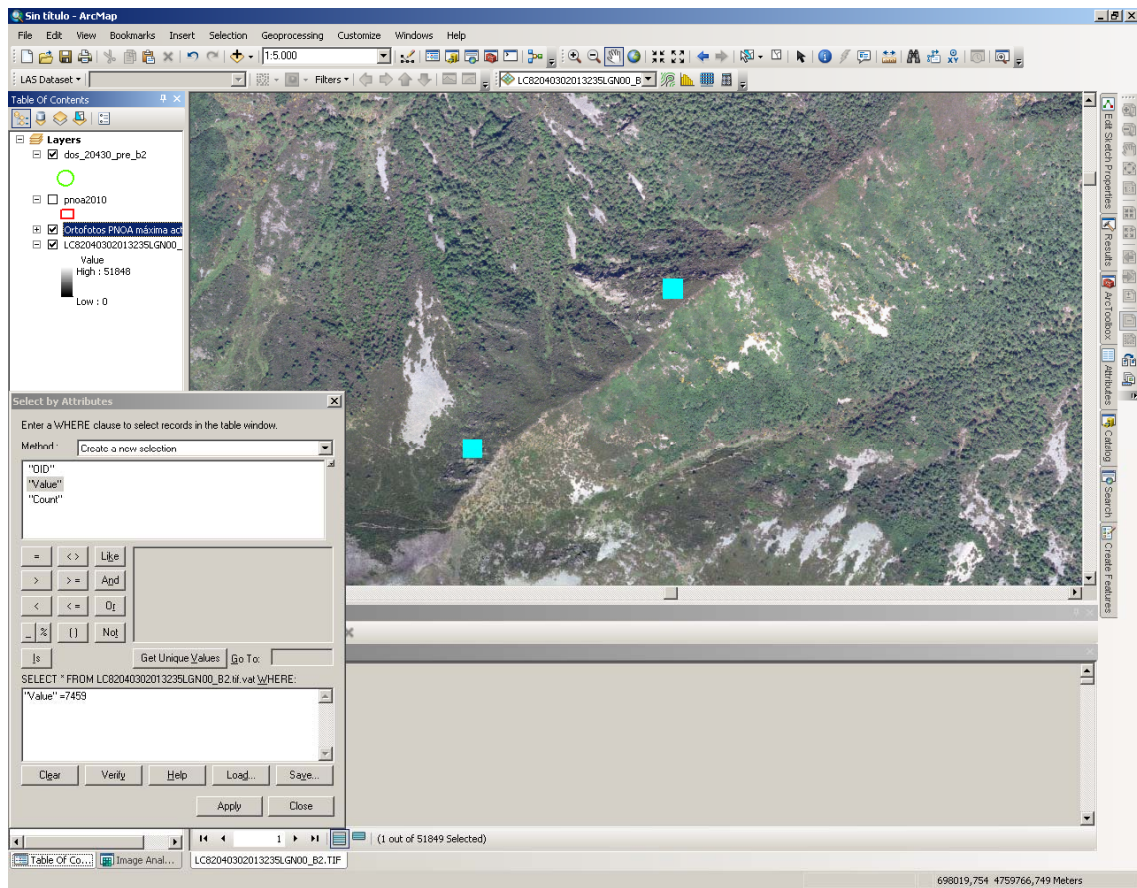 Sin título - ArcMap
File Edit View Bookmarks Insert Selection Geoprocessing Customize Windows Help
1:5.000
LAS Dataset Filters LC82040302013235LGN00_B
Table Of Contents
Layers
dos_20430_pre_b2
pnoa2010
Ortofotos PNOA máxima act
LC82040302013235LGN00_
Value
High : 51848
Low : 0
Edit Sketch Properties
Results
ArcToolbox
Attributes
Catalog
Search
Create Features
Select by Attributes
Enter a WHERE clause to select records in the table window.
Method : Create a new selection
"OID"
"Value"
"Count"
= < > Like
> > = And
< < = Or
_ % ( ) Not
Is Get Unique Values Go To:
SELECT * FROM LC82040302013235LGN00_B2.tif.vat WHERE:
"Value" =7459
Clear Verify Help Load... Save...
Apply Close
1 (1 out of 51849 Selected)
Table Of Co... Image Anal... LC82040302013235LGN00_B2.TIF
698019,754 4759766,749 Meters